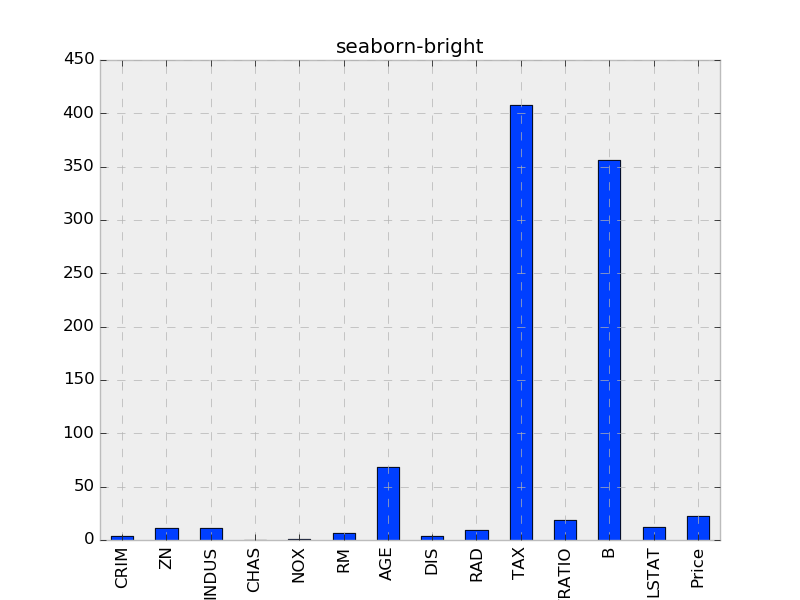 seaborn-bright
450
400
350
300
250
200
150
100
50
0
CRIM
ZN
INDUS
CHAS
NOX
RM
AGE
DIS
RAD
TAX
RATIO
B
LSTAT
Price